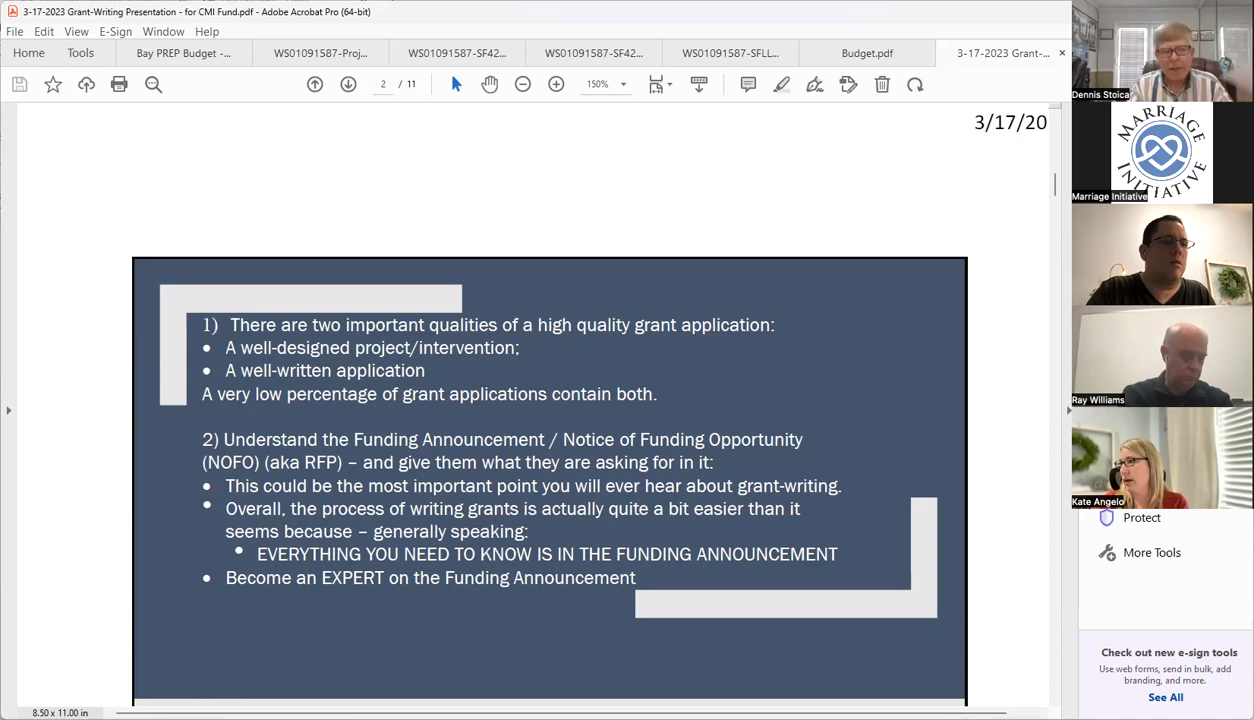 3-17-2023 Grant-Writing Presentation - for CMI Fund.pdf - Adobe Acrobat Pro (64-bit)
File Edit View E-Sign Window Help
Home Tools Bay PREP Budget -... WS01091587-Proj... WS01091587-SF42... WS01091587-SF42... WS01091587-SFLL... Budget.pdf 3-17-2023 Grant-... ×
2 / 11 150%
3/17/20
1) There are two important qualities of a high quality grant application:
• A well-designed project/intervention;
• A well-written application
A very low percentage of grant applications contain both.
2) Understand the Funding Announcement / Notice of Funding Opportunity
(NOFO) (aka RFP) – and give them what they are asking for in it:
• This could be the most important point you will ever hear about grant-writing.
• Overall, the process of writing grants is actually quite a bit easier than it
seems because – generally speaking:
• EVERYTHING YOU NEED TO KNOW IS IN THE FUNDING ANNOUNCEMENT
• Become an EXPERT on the Funding Announcement
8.50 x 11.00 in
Dennis Stoica
MARRIAGE
INITIATIVE
Marriage Initiative
Ray Williams
Kate Angelo
Protect
More Tools
Check out new e-sign tools
Use web forms, send in bulk, add
branding, and more.
See All